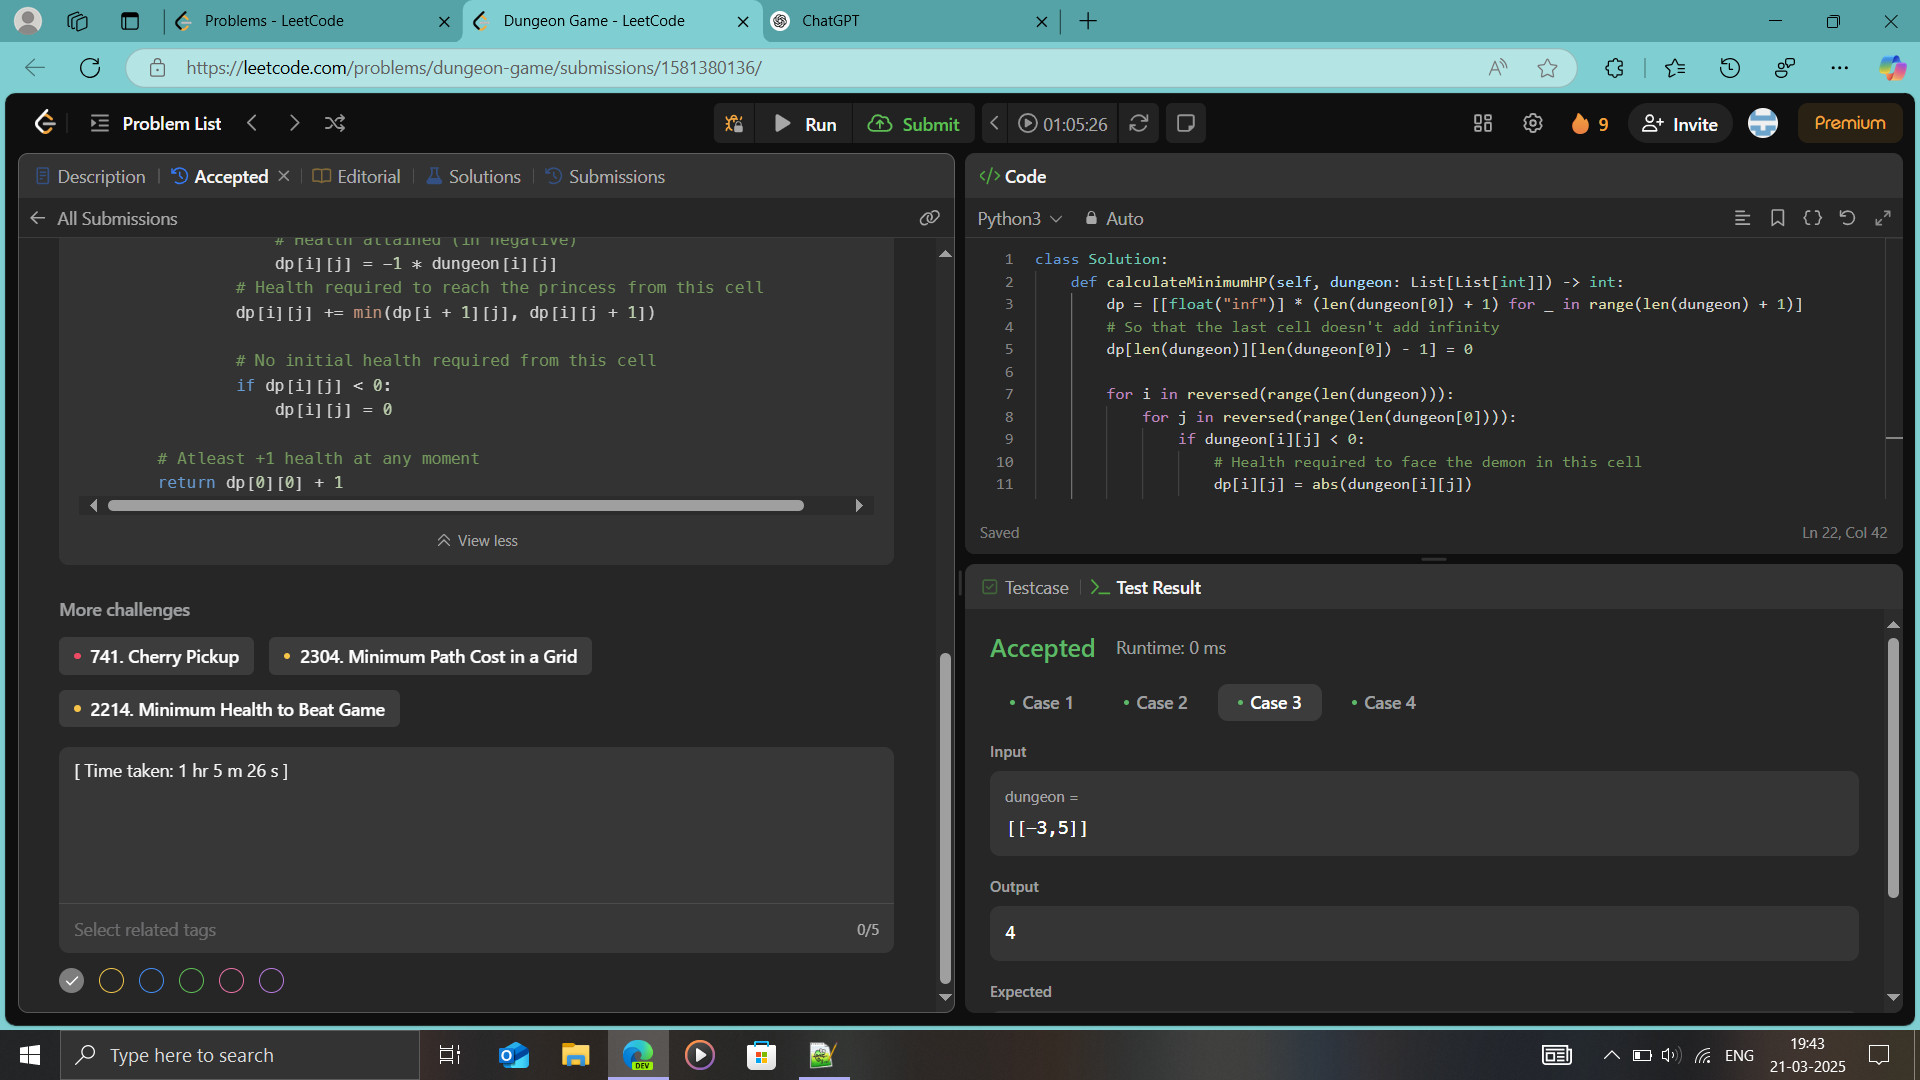 Problems - LeetCode
Dungeon Game - LeetCode
ChatGPT
https://leetcode.com/problems/dungeon-game/submissions/1581380136/
Problem List
Run
Submit
01:05:26
9
Invite
Premium
Description
Accepted
Editorial
Solutions
Submissions
All Submissions
# Health attained (in negative)
dp[i][j] = -1 * dungeon[i][j]
# Health required to reach the princess from this cell
dp[i][j] += min(dp[i + 1][j], dp[i][j + 1])
# No initial health required from this cell
if dp[i][j] < 0:
dp[i][j] = 0
# Atleast +1 health at any moment
return dp[0][0] + 1
View less
More challenges
741. Cherry Pickup
2304. Minimum Path Cost in a Grid
2214. Minimum Health to Beat Game
[ Time taken: 1 hr 5 m 26 s ]
Select related tags
0/5
</> Code
Python3
Auto
1 class Solution:
2 def calculateMinimumHP(self, dungeon: List[List[int]]) -> int:
3 dp = [[float("inf")] * (len(dungeon[0]) + 1) for _ in range(len(dungeon) + 1)]
4 # So that the last cell doesn't add infinity
5 dp[len(dungeon)][len(dungeon[0]) - 1] = 0
6
7 for i in reversed(range(len(dungeon))):
8 for j in reversed(range(len(dungeon[0]))):
9 if dungeon[i][j] < 0:
10 # Health required to face the demon in this cell
11 dp[i][j] = abs(dungeon[i][j])
Saved
Ln 22, Col 42
Testcase
Test Result
Accepted
Runtime: 0 ms
Case 1
Case 2
Case 3
Case 4
Input
dungeon =
[[-3,5]]
Output
4
Expected
Type here to search
DEV
ENG
19:43
21-03-2025